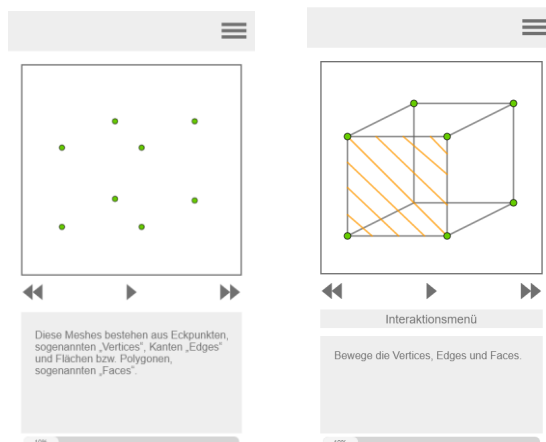 Diese Meshes bestehen aus Eckpunkten,
sogenannten „Vertices“, Kanten „Edges“
und Flächen bzw. Polygonen,
sogenannten „Faces“.
Interaktionsmenü
Bewege die Vertices, Edges und Faces.